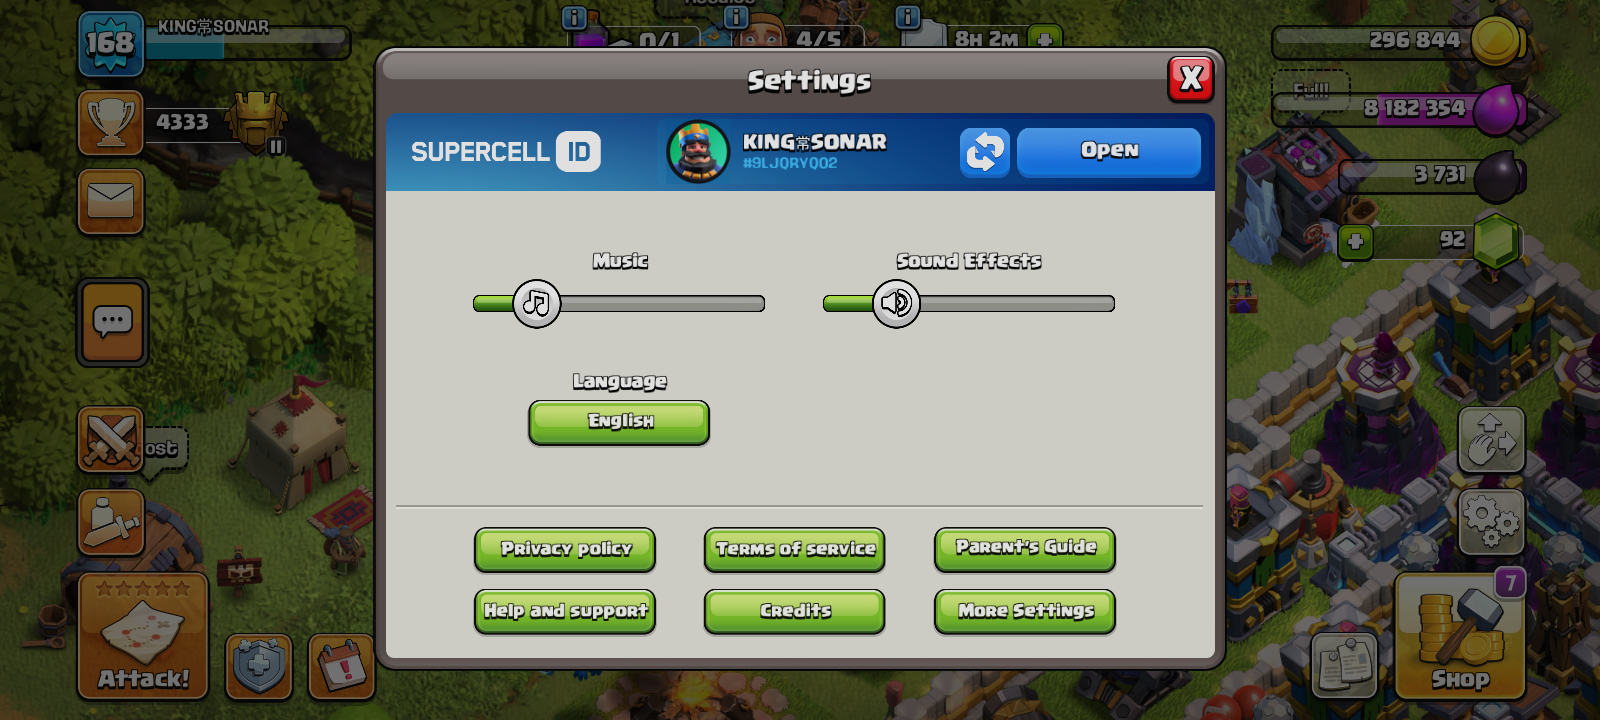 168
KING常SONAR
0/1
4/5
8H 2M
296 844
Settings
X
4333
Full!
8 182 354
SUPERCELL ID
KING常SONAR
#9LJQRYQ02
Open
3 731
92
Music
Sound Effects
Language
English
ost
Privacy policy
Terms of service
Parent's Guide
Help and support
Credits
More Settings
7
Attack!
Shop